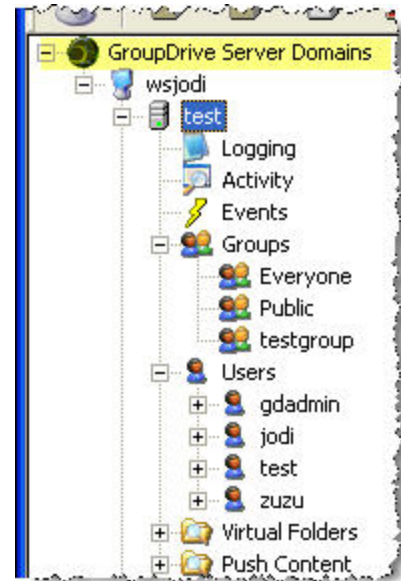 GroupDrive Server Domains
wsjodi
test
Logging
Activity
Events
Groups
Everyone
Public
testgroup
Users
gdadmin
jodi
test
zuzu
Virtual Folders
Push Content